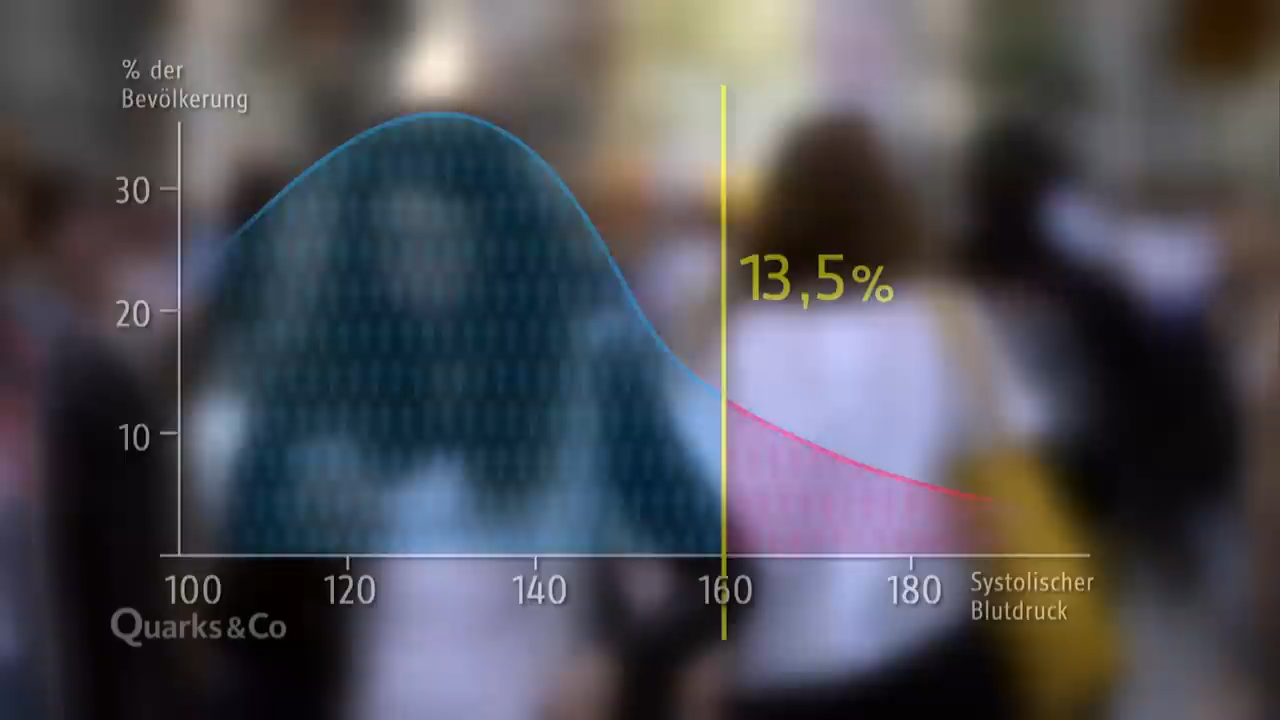 % der
Bevölkerung
30
20
10
13,5%
100 120 140 160 180
Systolischer
Blutdruck
Quarks&Co